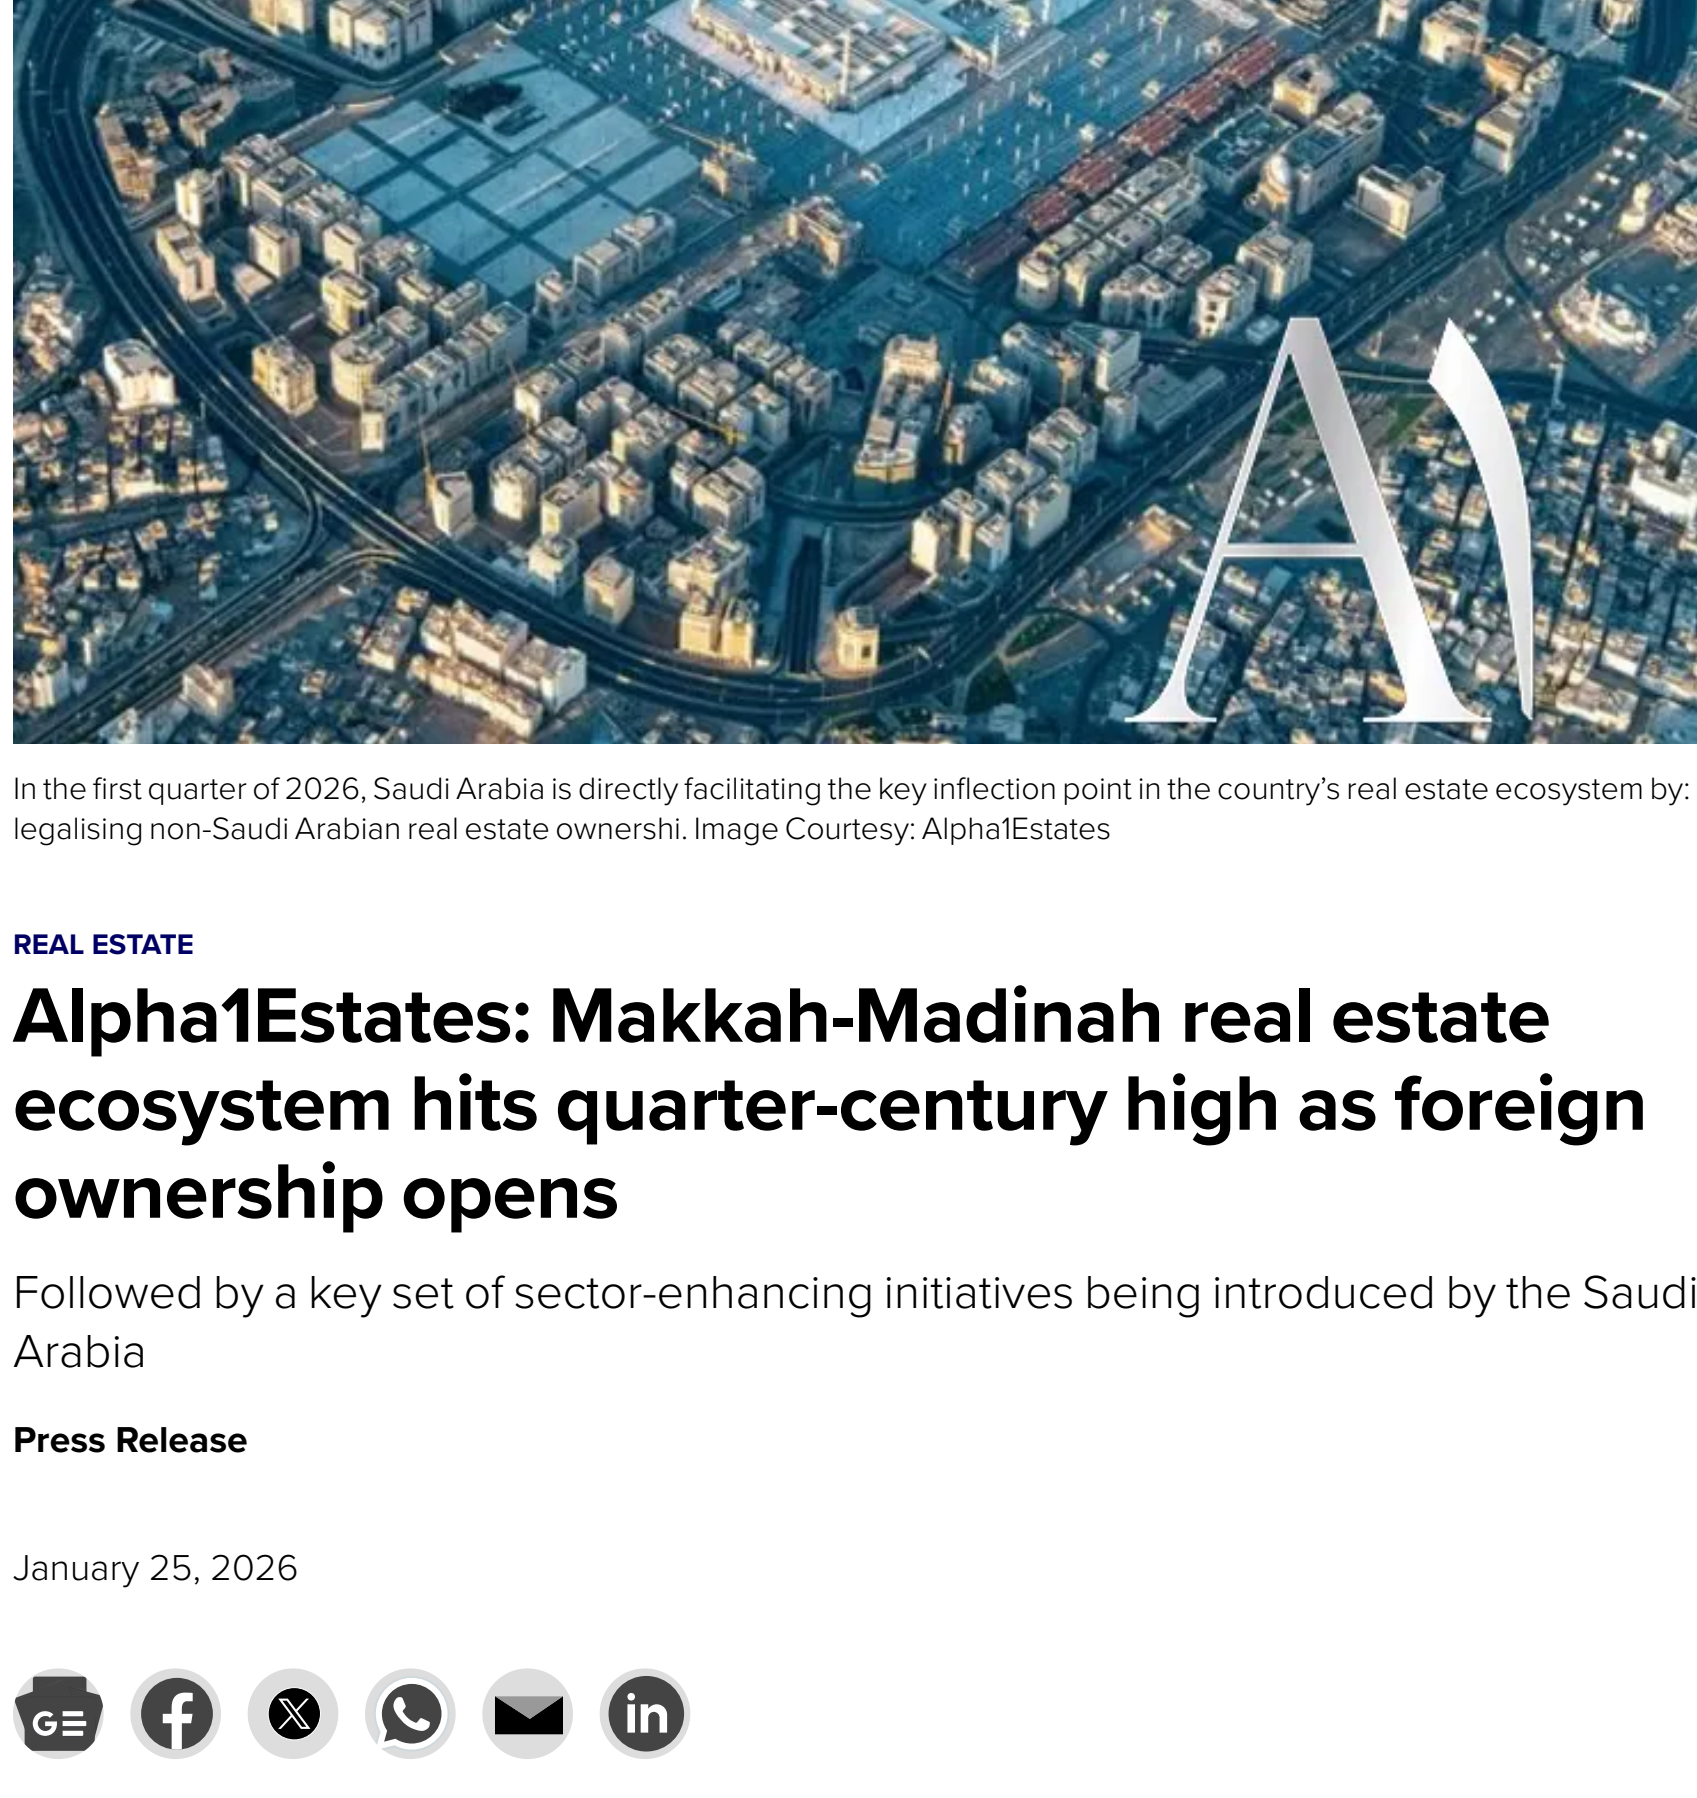 A
In the first quarter of 2026, Saudi Arabia is directly facilitating the key inflection point in the country’s real estate ecosystem by:
legalising non-Saudi Arabian real estate ownershi. Image Courtesy: Alpha1Estates
REAL ESTATE
Alpha1Estates: Makkah-Madinah real estate
ecosystem hits quarter-century high as foreign
ownership opens
Followed by a key set of sector-enhancing initiatives being introduced by the Saudi
Arabia
Press Release
January 25, 2026
GE
f
X
in